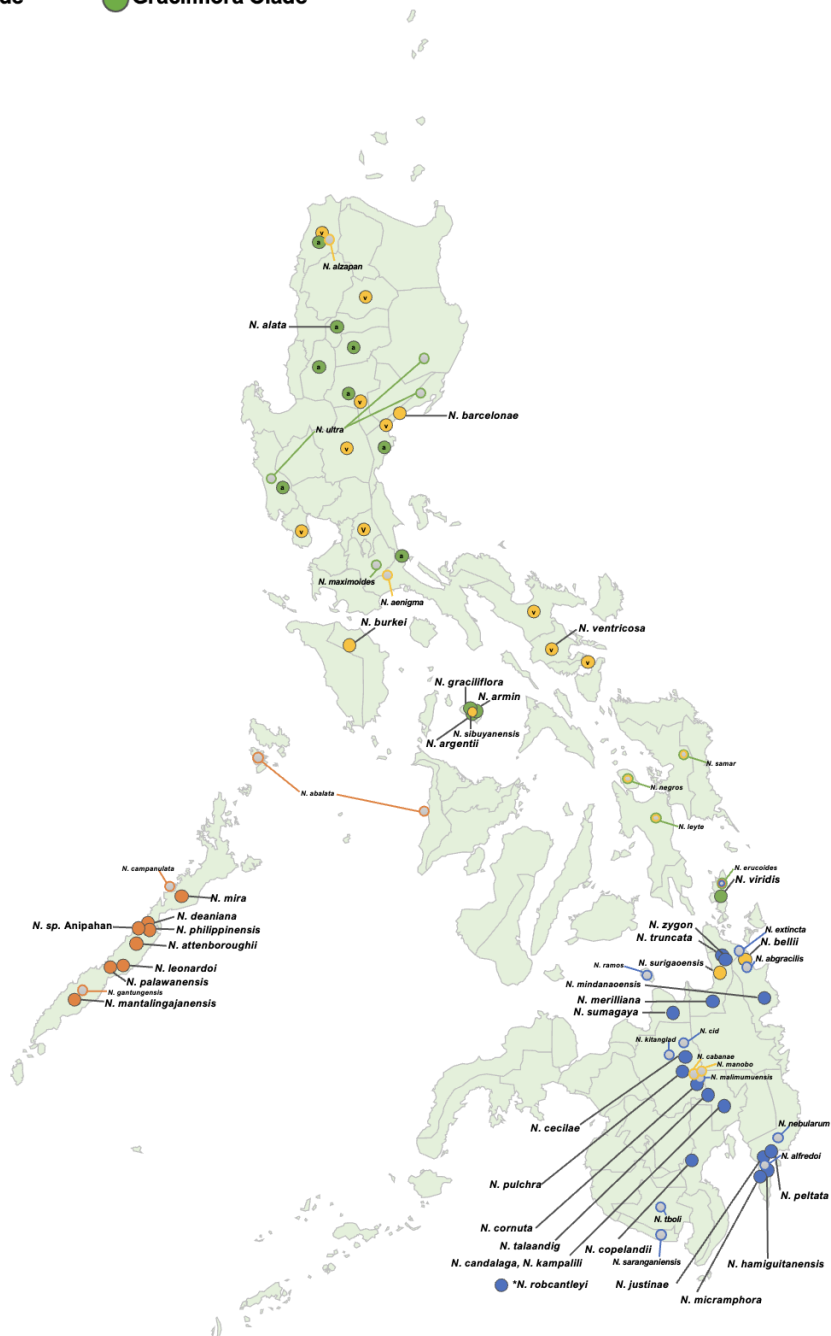 Graciliflora Clade
N. alzapan
N. alata
N. barcelonae
N. ultra
N. maximoides
N. aenigma
N. burkei
N. ventricosa
N. graciliflora
N. armin
N. sibuyanensis
N. argentii
N. samar
N. negros
N. abalata
N. leyte
N. campanulata
N. erucoides
N. viridis
N. mira
N. deaniana
N. sp. Anipahan
N. philippinensis
N. attenboroughii
N. zygon
N. extincta
N. truncata
N. bellii
N. surigaoensis
N. abgracilis
N. ramos
N. leonardoi
N. palawanensis
N. mindanaoensis
N. gantungensis
N. mantalingajanensis
N. merilliana
N. sumagaya
N. cid
N. kitanglad
N. cabanae
N. manobo
N. malimumuensis
N. nebularum
N. cecilae
N. alfredoi
N. pulchra
N. peltata
N. tboli
N. cornuta
N. talaandig
N. copelandii
N. candalaga, N. kampalili
N. saranganiensis
N. hamiguitanensis
*N. robcantleyi
N. justinae
N. micramphora
v
a
v
a
a
a
a
v
v
a
v
a
v
V
a
v
v
v